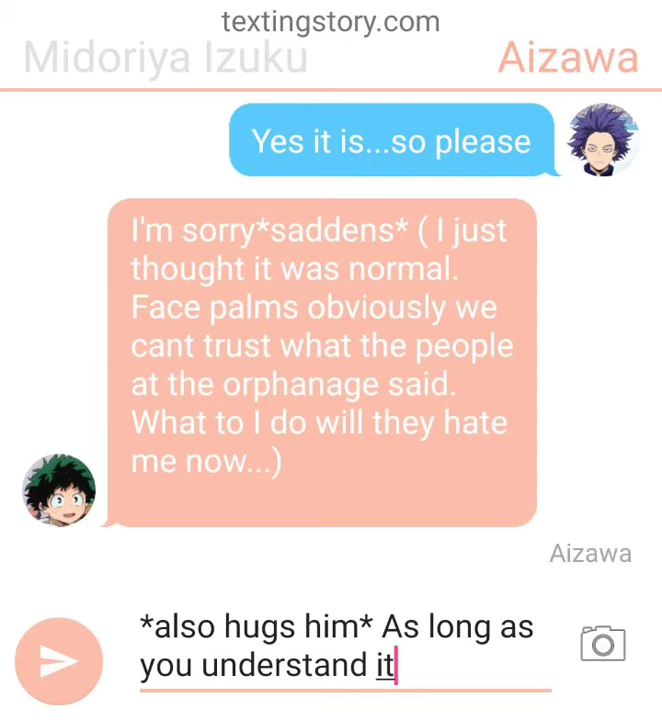 textingstory.com
Midoriya Izuku
Aizawa
Yes it is...so please
I'm sorry*saddens* ( I just
thought it was normal.
Face palms obviously we
cant trust what the people
at the orphanage said.
What to I do will they hate
me now...)
Aizawa
*also hugs him* As long as
you understand it